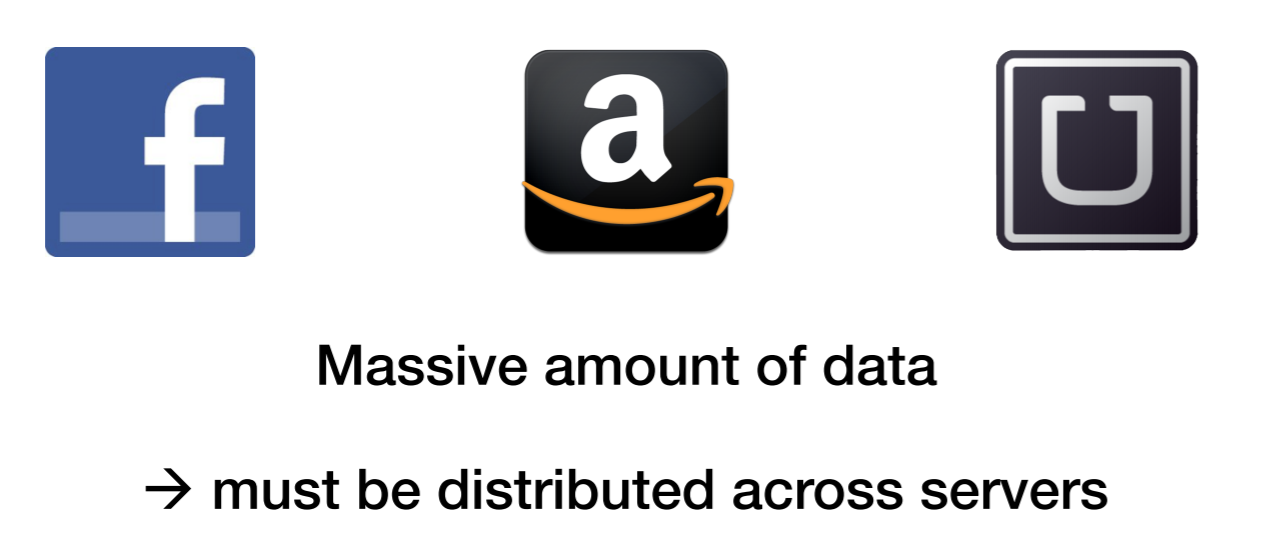 f
a
U
Massive amount of data
→ must be distributed across servers